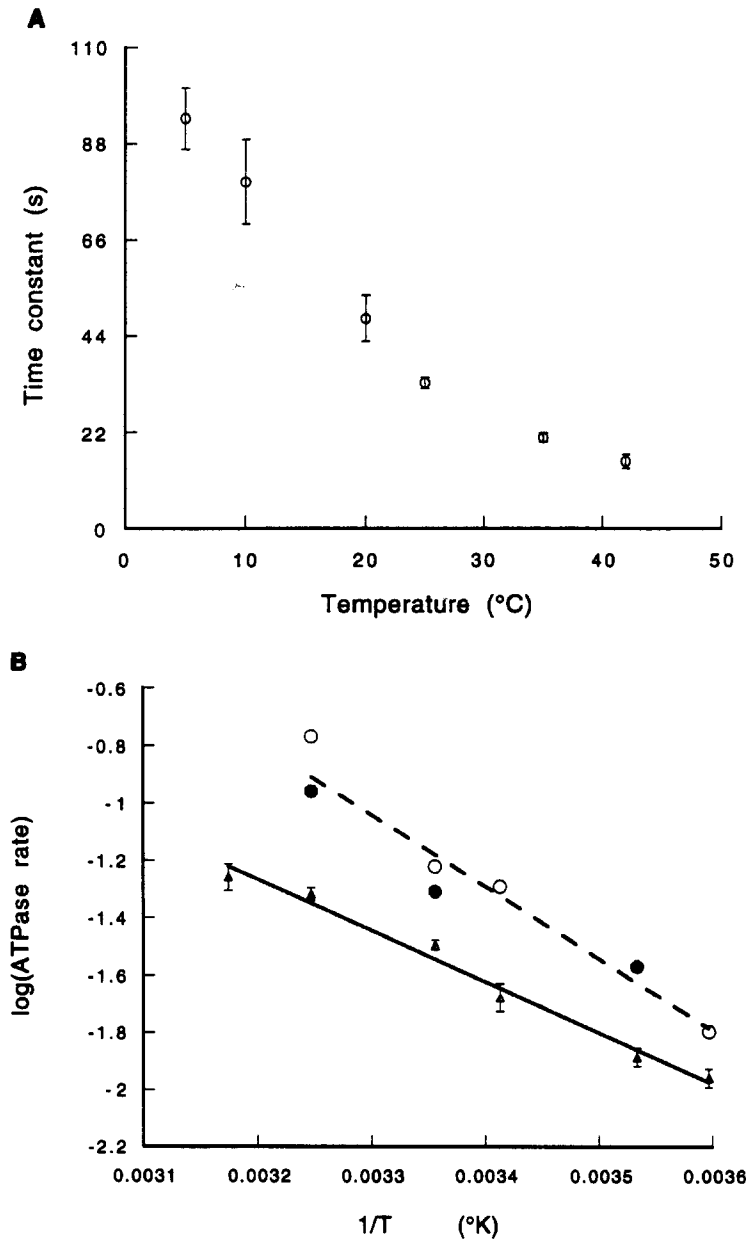 A
110
88
66
44
22
0
Time constant (s)
0 10 20 30 40 50
Temperature (°C)
B
-0.6
-0.8
-1
-1.2
-1.4
-1.6
-1.8
-2
-2.2
log(ATPase rate)
0.0031 0.0032 0.0033 0.0034 0.0035 0.0036
1/T (°K)